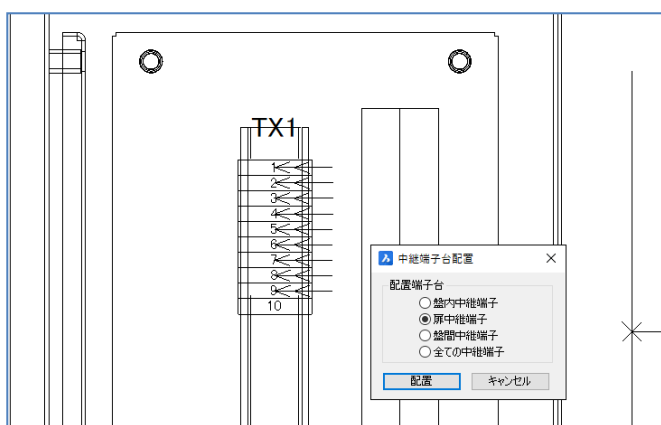 TX1
1
2
3
4
5
6
7
8
9
10
中継端子台配置
配置端子台
盤内中継端子
扉中継端子
盤間中継端子
全ての中継端子
配置 キャンセル